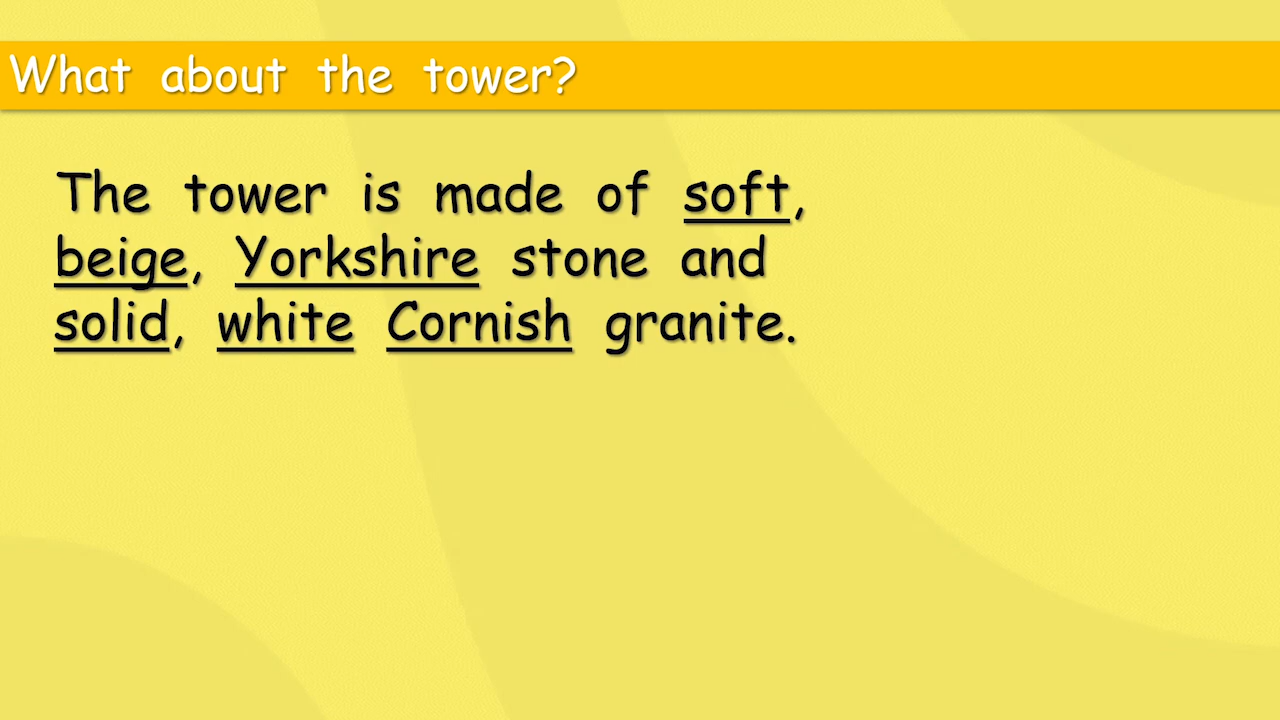 What about the tower?
The tower is made of soft,
beige, Yorkshire stone and
solid, white Cornish granite.